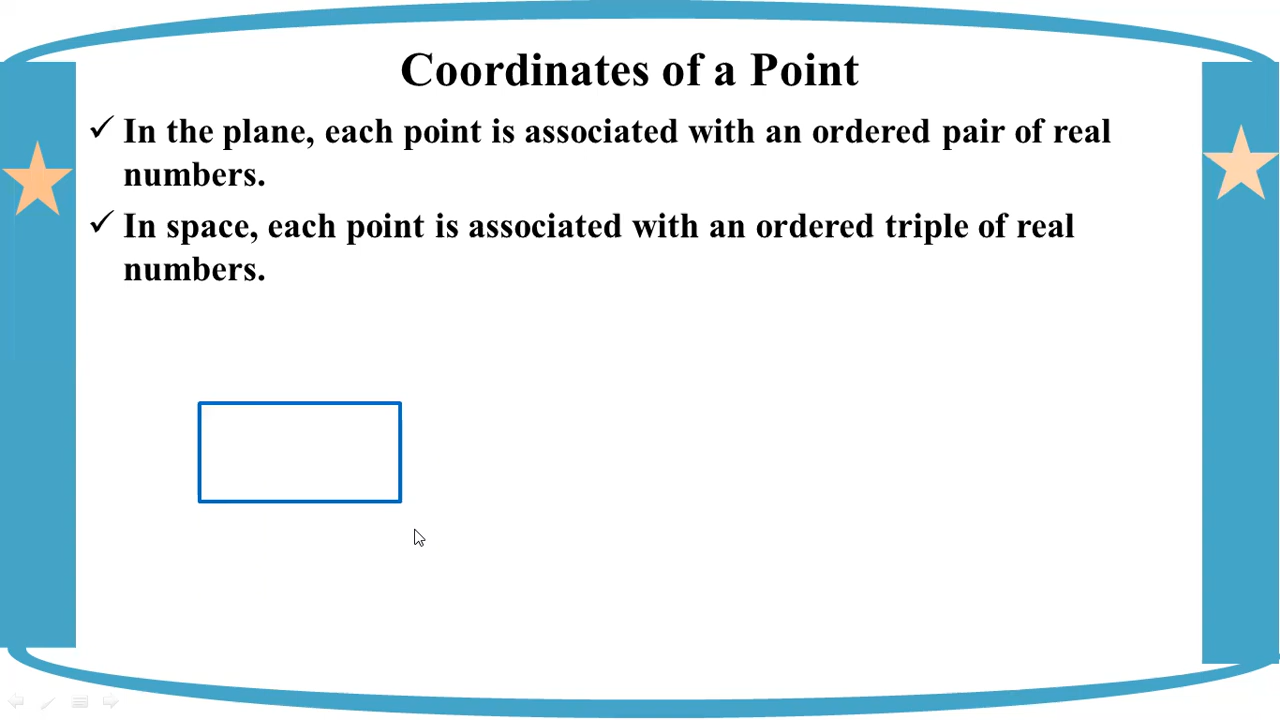 Coordinates of a Point
✓ In the plane, each point is associated with an ordered pair of real
numbers.
✓ In space, each point is associated with an ordered triple of real
numbers.